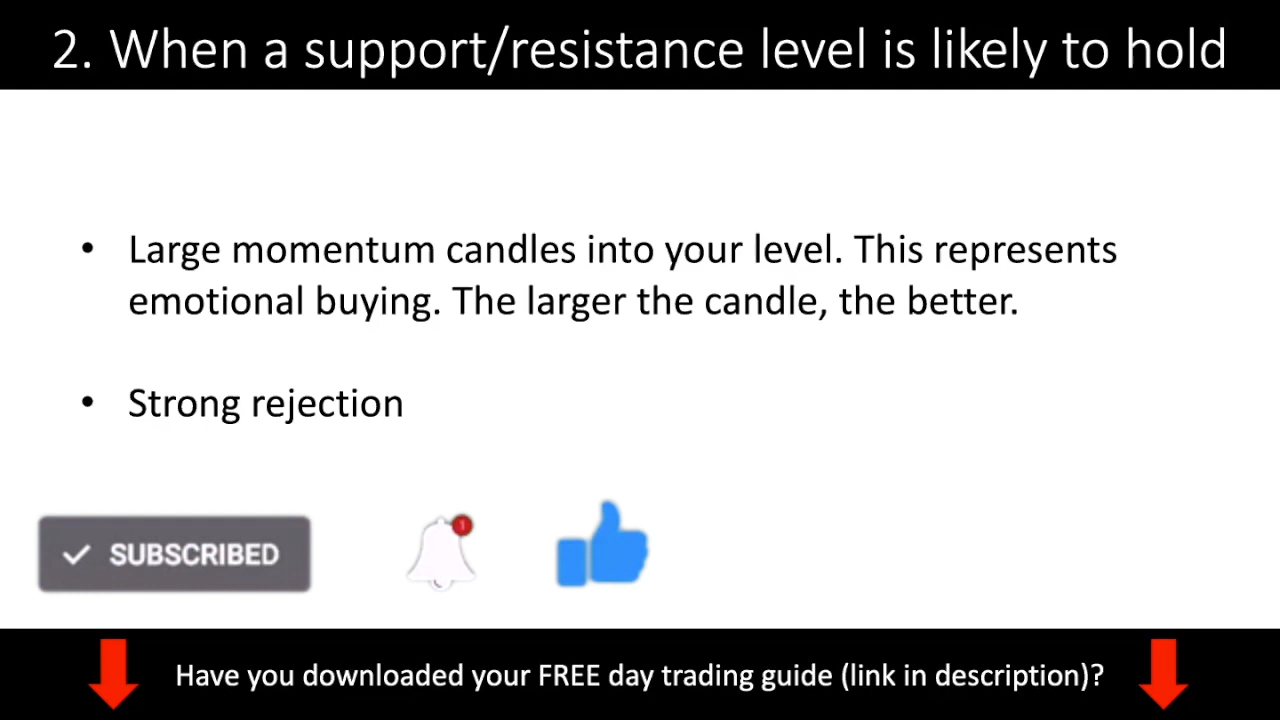 2. When a support/resistance level is likely to hold
• Large momentum candles into your level. This represents
emotional buying. The larger the candle, the better.
• Strong rejection
SUBSCRIBED
1
Have you downloaded your FREE day trading guide (link in description)?